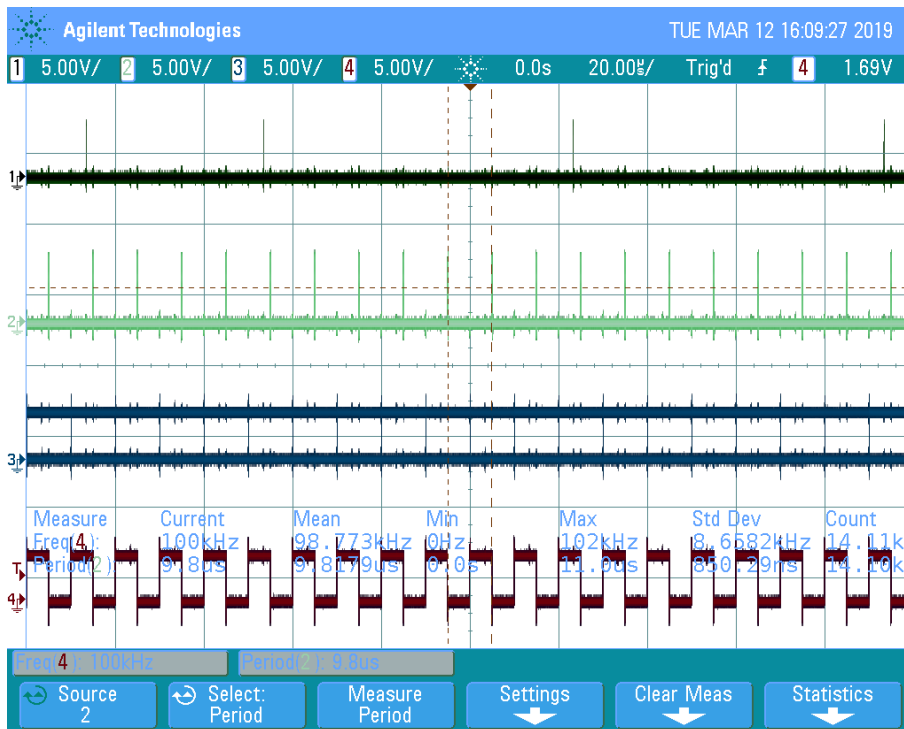 Agilent Technologies TUE MAR 12 16:09:27 2019
1 5.00V/ 2 5.00V/ 3 5.00V/ 4 5.00V/ 0.0s 20.00us/ Trig'd 4 1.69V
1
2
3
Measure Current Mean Min Max Std Dev Count
Freq(4): 100kHz 98.773kHz 0Hz 102kHz 8.6582kHz 14.11k
Period(2): 9.8us 9.8179us 0.0s 11.0us 850.29ns 14.10k
T
4
Freq(4): 100kHz Period(2): 9.8us
Source Select: Measure Settings Clear Meas Statistics
2 Period Period